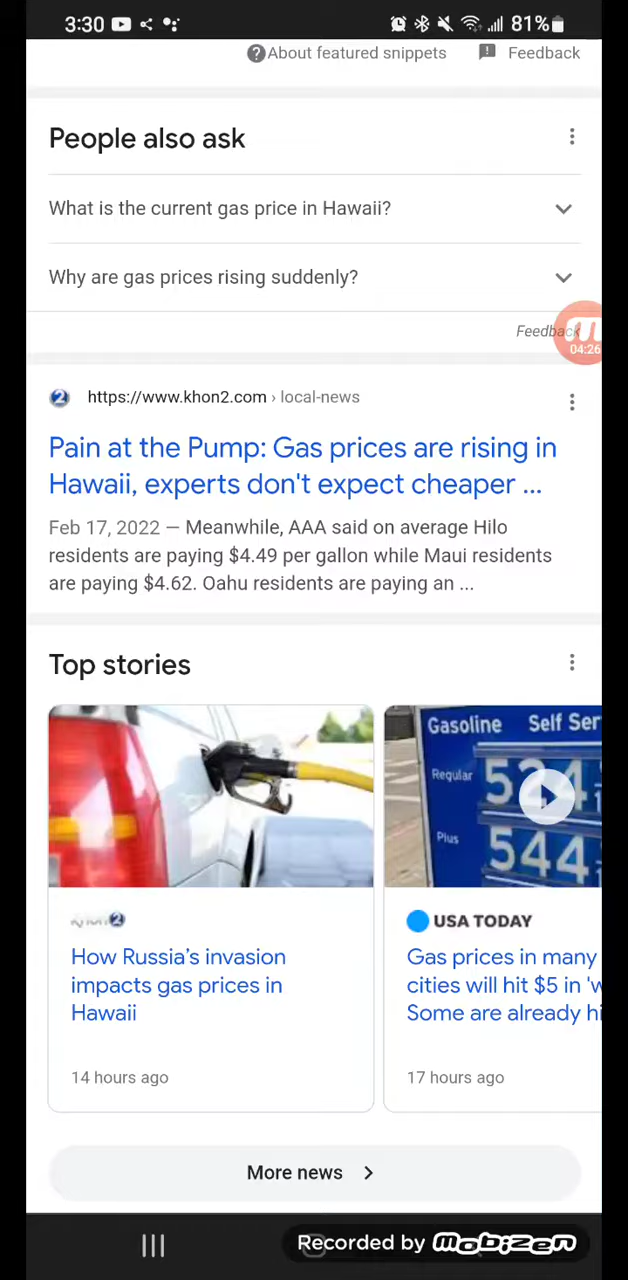 3:30 81%
About featured snippets Feedback
People also ask
What is the current gas price in Hawaii?
Why are gas prices rising suddenly?
Feedback
04:26
2 https://www.khon2.com › local-news
Pain at the Pump: Gas prices are rising in
Hawaii, experts don't expect cheaper ...
Feb 17, 2022 — Meanwhile, AAA said on average Hilo
residents are paying $4.49 per gallon while Maui residents
are paying $4.62. Oahu residents are paying an ...
Top stories
Gasoline Self Ser
Regular
Plus 544
khon2
USA TODAY
How Russia's invasion
impacts gas prices in
Hawaii
Gas prices in many
cities will hit $5 in 'w
Some are already hi
14 hours ago
17 hours ago
More news
Recorded by Mobizen